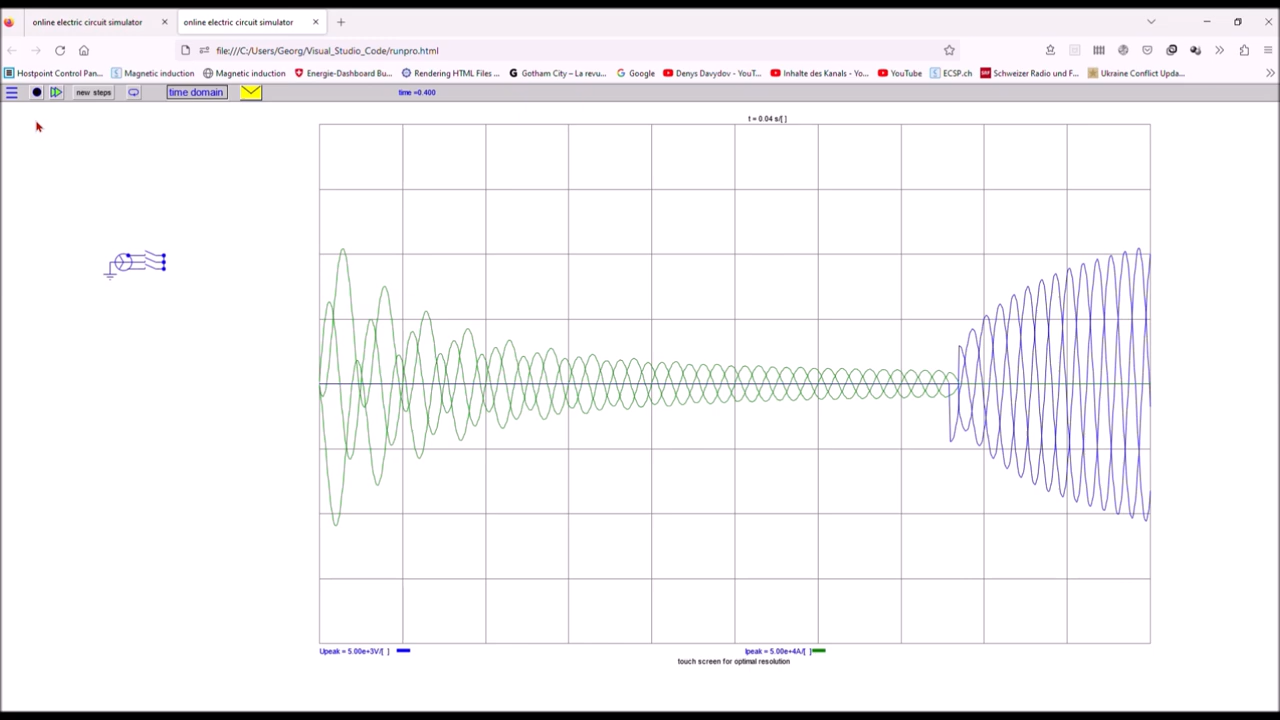 online electric circuit simulator
online electric circuit simulator
file:///C:/Users/Georg/Visual_Studio_Code/runpro.html
Hostpoint Control Pan... Magnetic induction Magnetic induction Energie-Dashboard Bu... Rendering HTML Files ... Gotham City – La revu... Google Denys Davydov - YouT... Inhalte des Kanals - Yo... YouTube ECSP.ch Schweizer Radio und F... Ukraine Conflict Upda...
new steps time domain time =0.400
t = 0.04 s/[ ]
Upeak = 5.00e+3V/[ ] Ipeak = 5.00e+4A/[ ]
touch screen for optimal resolution